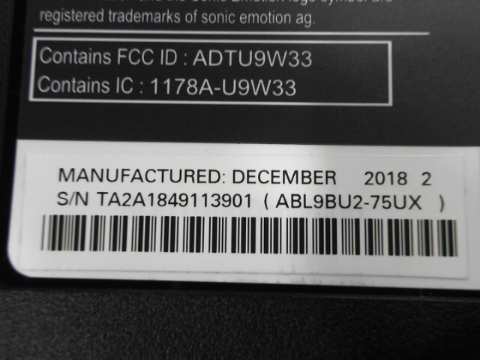 registered trademarks of sonic emotion ag.
Contains FCC ID : ADTU9W33
Contains IC : 1178A-U9W33
MANUFACTURED: DECEMBER 2018 2
S/N TA2A1849113901 ( ABL9BU2-75UX )